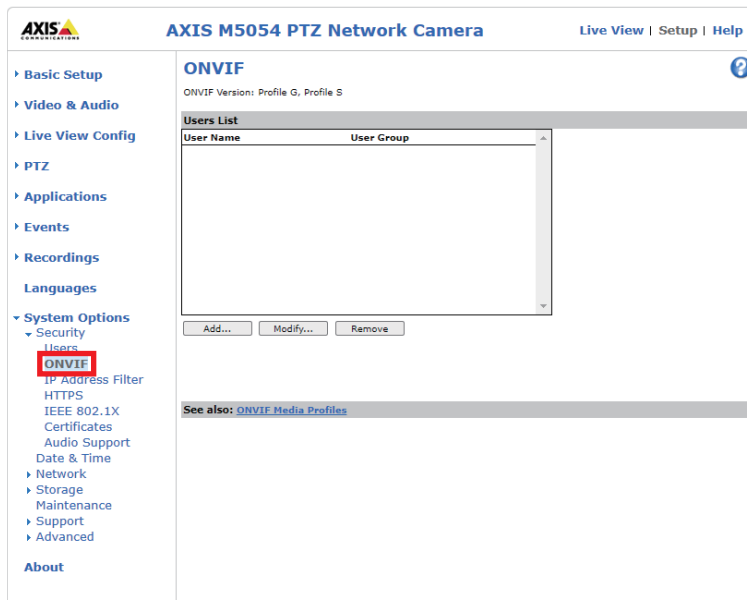 AXIS
COMMUNICATIONS
AXIS M5054 PTZ Network Camera
Live View | Setup | Help
Basic Setup
Video & Audio
Live View Config
PTZ
Applications
Events
Recordings
Languages
System Options
Security
Users
ONVIF
IP Address Filter
HTTPS
IEEE 802.1X
Certificates
Audio Support
Date & Time
Network
Storage
Maintenance
Support
Advanced
About
ONVIF
?
ONVIF Version: Profile G, Profile S
Users List
User Name User Group
Add... Modify... Remove
See also: ONVIF Media Profiles